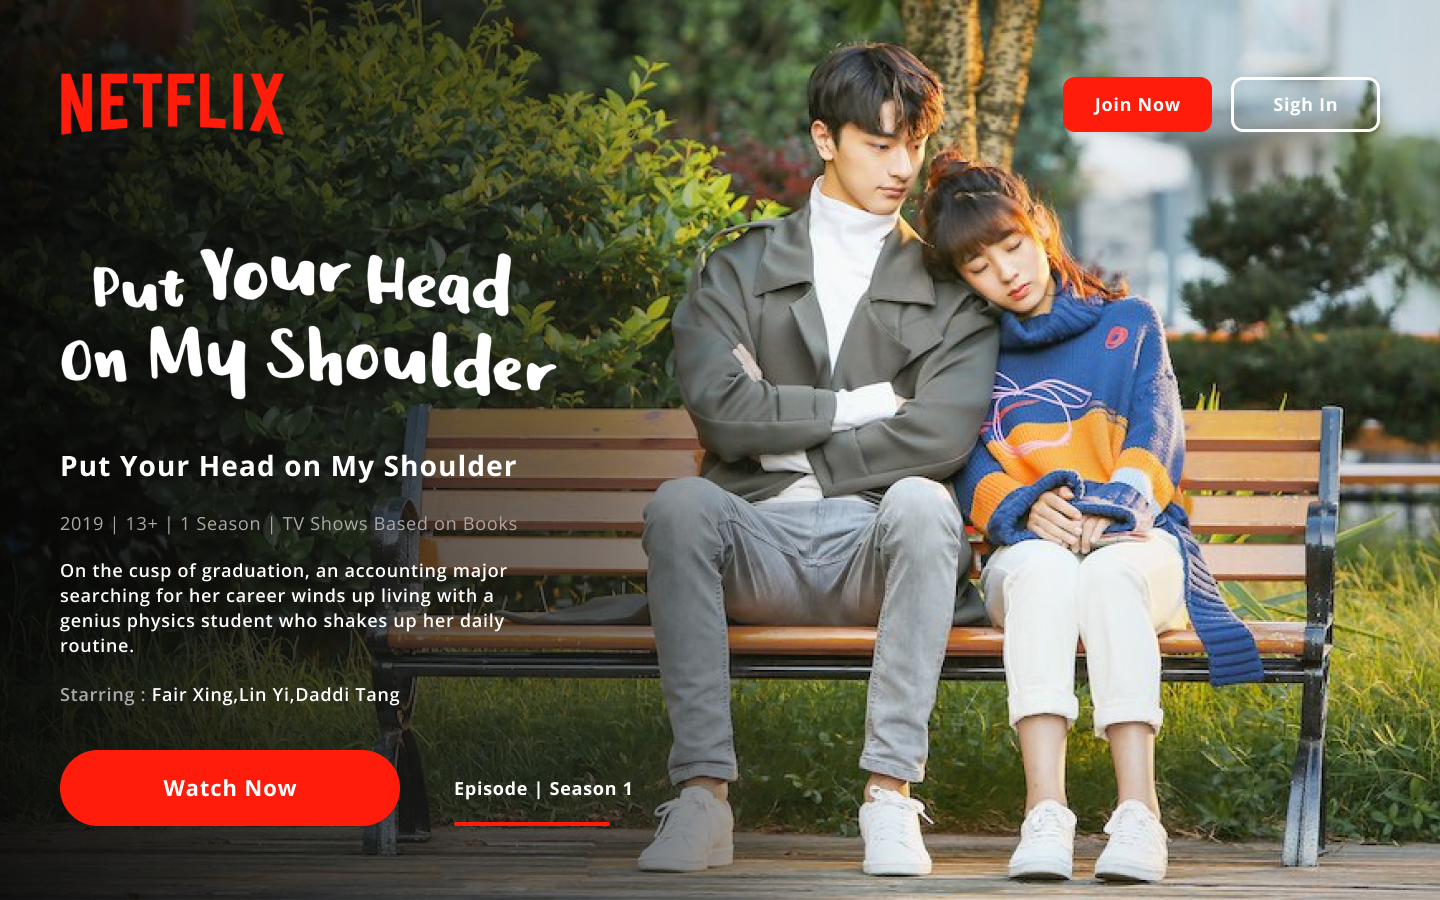 NETFLIX
Join Now
Sigh In
Put Your Head
On My Shoulder
Put Your Head on My Shoulder
2019 | 13+ | 1 Season | TV Shows Based on Books
On the cusp of graduation, an accounting major
searching for her career winds up living with a
genius physics student who shakes up her daily
routine.
Starring : Fair Xing,Lin Yi,Daddi Tang
Watch Now
Episode | Season 1